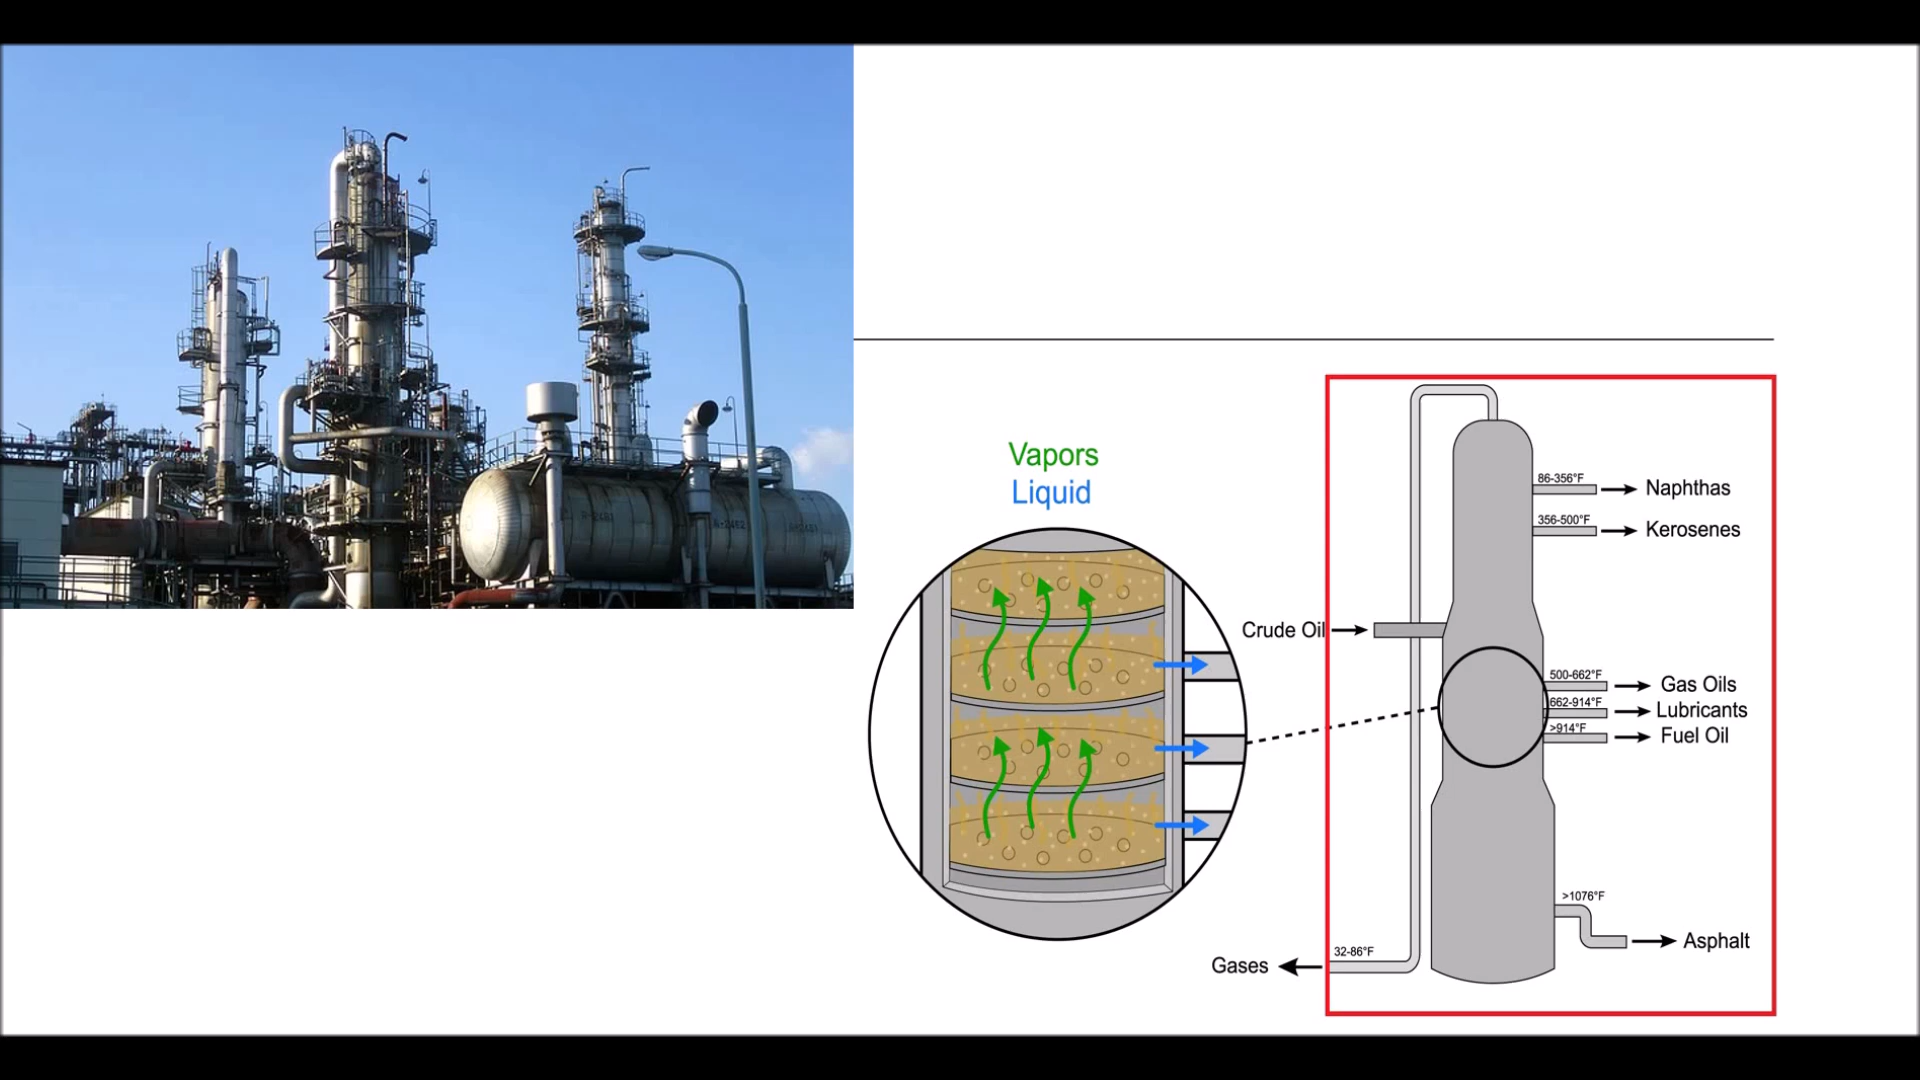 Vapors
Liquid
86-356°F
Naphthas
356-500°F
Kerosenes
Crude Oil
500-662°F
Gas Oils
662-914°F
Lubricants
>914°F
Fuel Oil
>1076°F
Asphalt
32-86°F
Gases